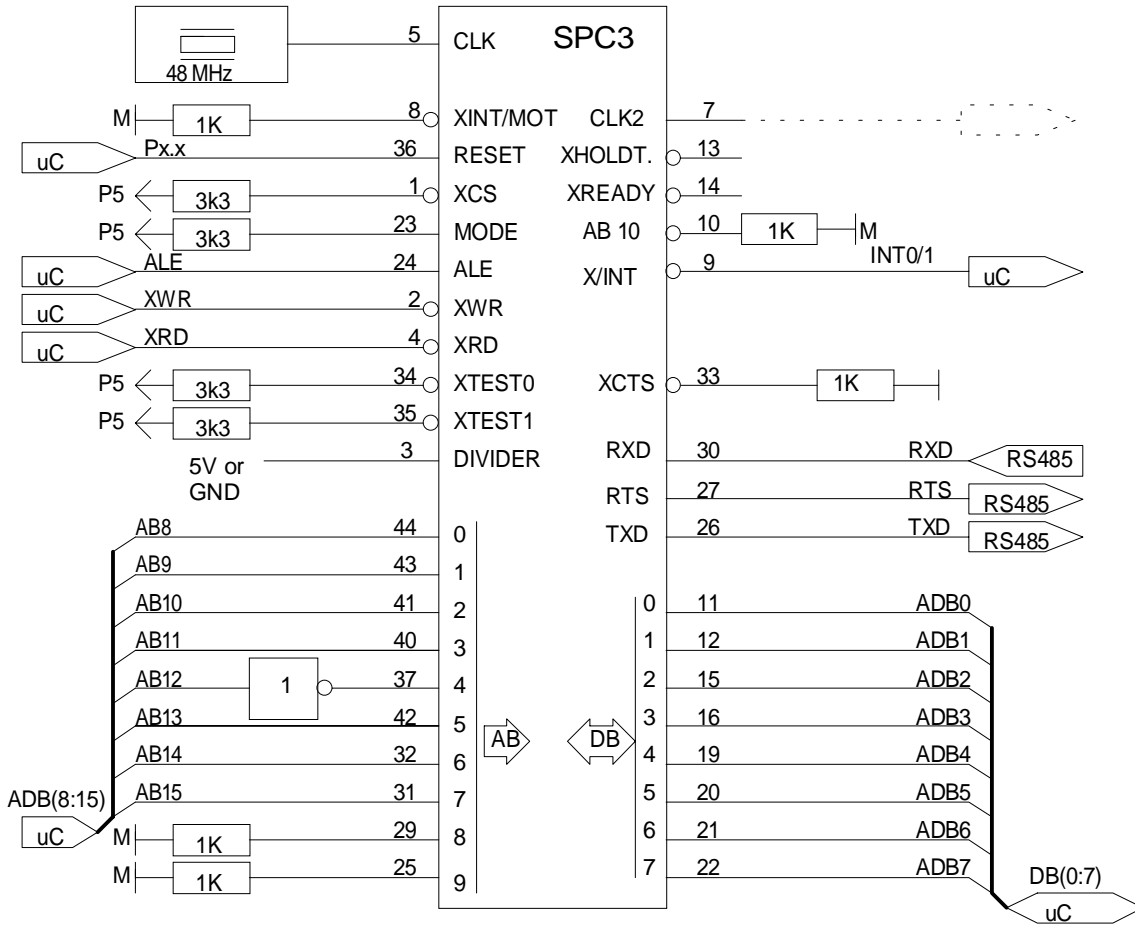 5 CLK SPC3
48 MHz
M 1K 8 XINT/MOT CLK2 7
uC Px.x 36 RESET XHOLDT. 13
P5 3k3 1 XCS XREADY 14
P5 3k3 23 MODE AB 10 10 1K M
uC ALE 24 ALE X/INT 9 INT0/1 uC
uC XWR 2 XWR
uC XRD 4 XRD
P5 3k3 34 XTEST0 XCTS 33 1K
P5 3k3 35 XTEST1
5V or 3 DIVIDER RXD 30 RXD RS485
GND
RTS 27 RTS RS485
AB8 44 0 TXD 26 TXD RS485
AB9 43 1
AB10 41 2 0 11 ADB0
AB11 40 3 1 12 ADB1
AB12 1 37 4 2 15 ADB2
AB13 42 5 AB DB 3 16 ADB3
AB14 32 6 4 19 ADB4
AB15 31 7 5 20 ADB5
ADB(8:15)
uC M 1K 29 8 6 21 ADB6
M 1K 25 9 7 22 ADB7
DB(0:7)
uC